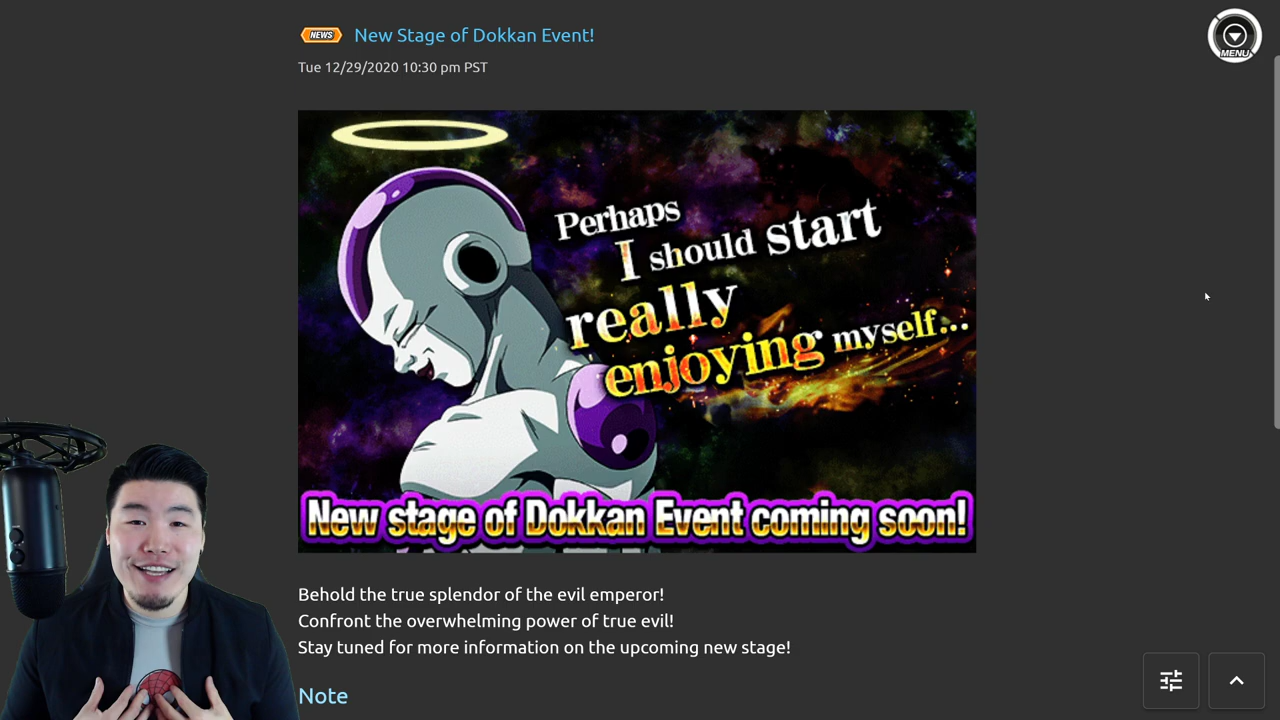 NEWS New Stage of Dokkan Event!
Tue 12/29/2020 10:30 pm PST
MENU
Perhaps
I should start
really
enjoying myself...
New stage of Dokkan Event coming soon!
Behold the true splendor of the evil emperor!
Confront the overwhelming power of true evil!
Stay tuned for more information on the upcoming new stage!
Note